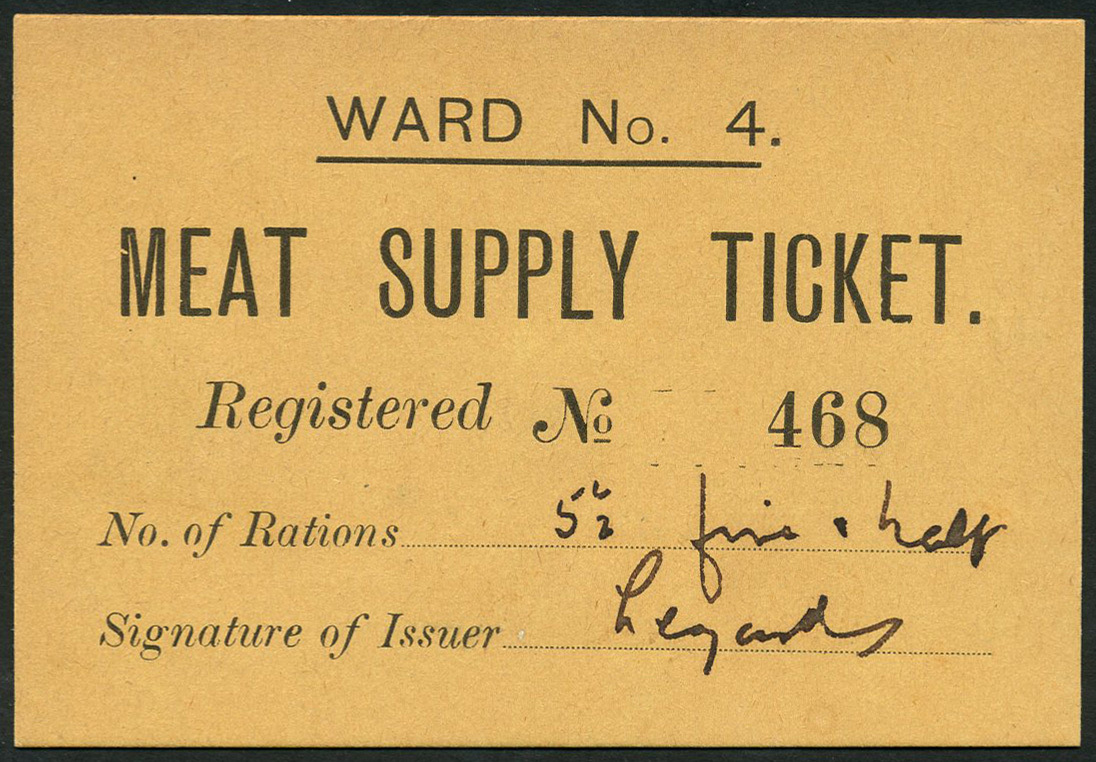 WARD No. 4.
MEAT SUPPLY TICKET.
Registered No 468
No. of Rations 5½ five & half
Signature of Issuer